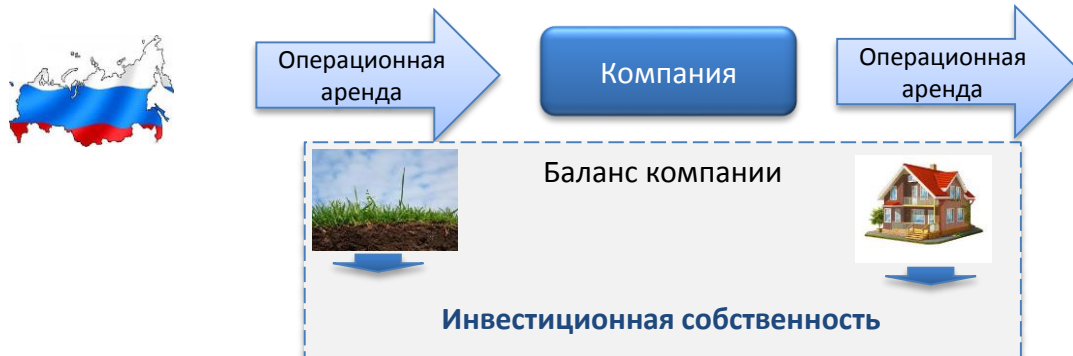 Операционная
аренда
Компания
Операционная
аренда
Баланс компании
Инвестиционная собственность